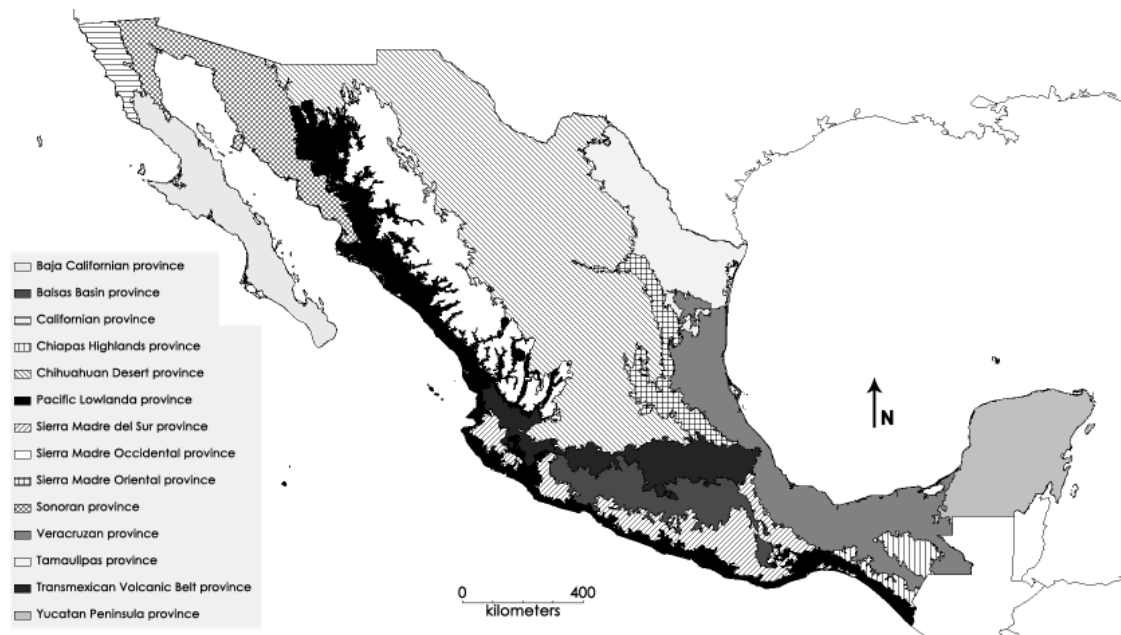 Baja Californian province
Balsas Basin province
Californian province
Chiapas Highlands province
Chihuahuan Desert province
Pacific Lowlanda province
Sierra Madre del Sur province
Sierra Madre Occidental province
Sierra Madre Oriental province
Sonoran province
Veracruzan province
Tamaulipas province
Transmexican Volcanic Belt province
Yucatan Peninsula province
N
0 400
kilometers